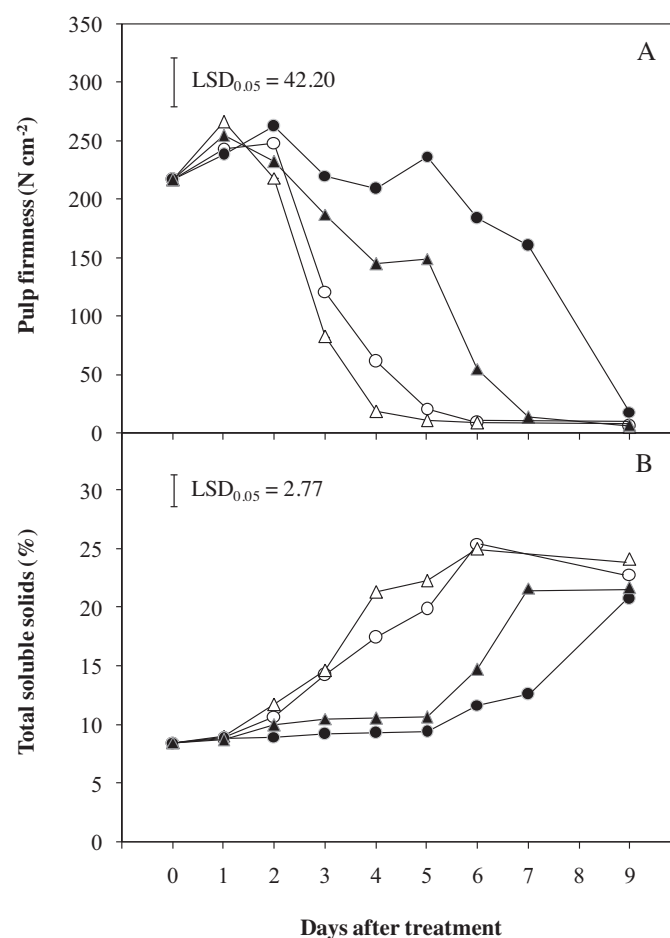 350
A
300
LSD0.05 = 42.20
250
200
150
100
50
0
Pulp firmness (N cm-2)
B
30
LSD0.05 = 2.77
25
20
15
10
5
0
Total soluble solids (%)
0 1 2 3 4 5 6 7 8 9
Days after treatment